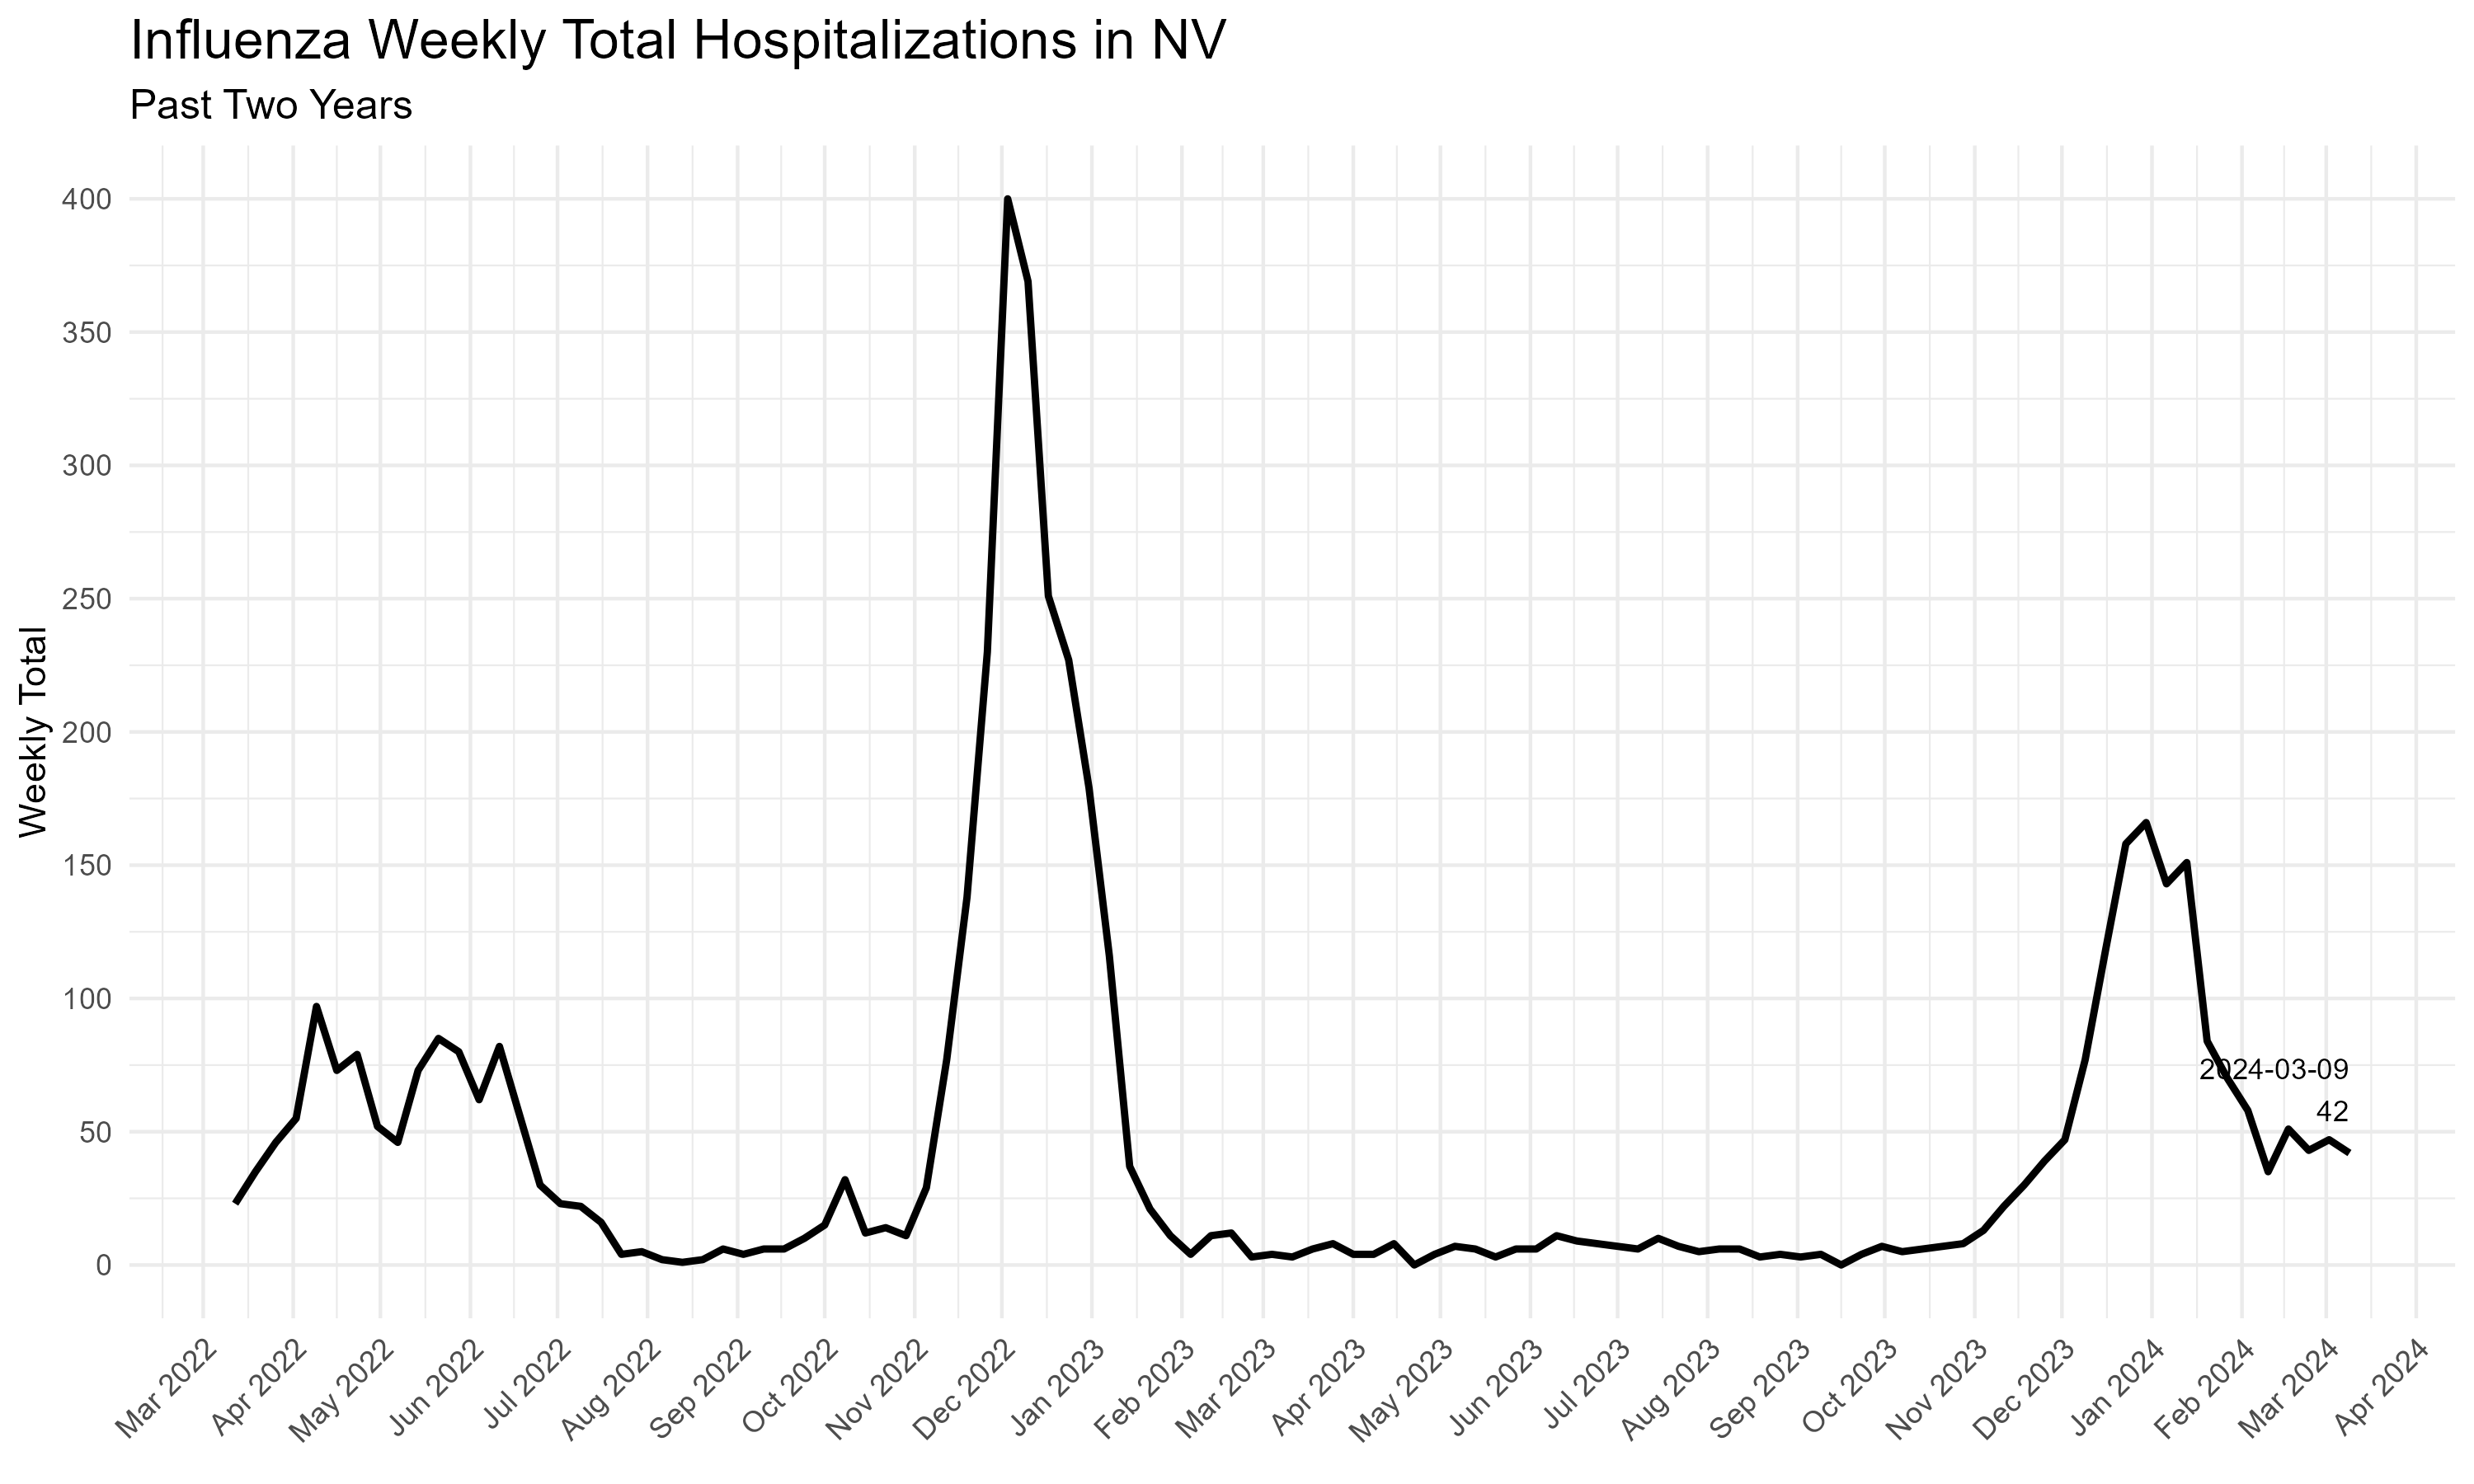 Influenza Weekly Total Hospitalizations in NV
Past Two Years
Weekly Total
400
350
300
250
200
150
100
50
0
2024-03-09
42
Mar 2022
Apr 2022
May 2022
Jun 2022
Jul 2022
Aug 2022
Sep 2022
Oct 2022
Nov 2022
Dec 2022
Jan 2023
Feb 2023
Mar 2023
Apr 2023
May 2023
Jun 2023
Jul 2023
Aug 2023
Sep 2023
Oct 2023
Nov 2023
Dec 2023
Jan 2024
Feb 2024
Mar 2024
Apr 2024